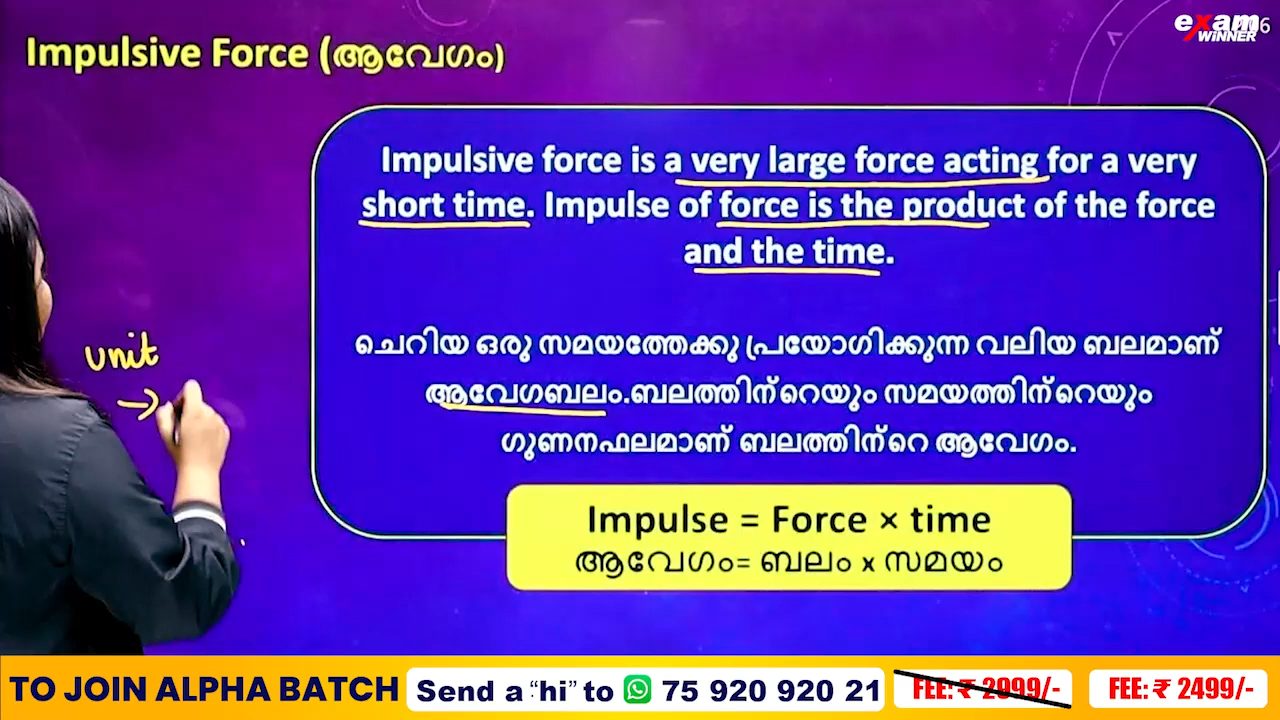 Impulsive Force (ആവേഗം)
exam
WiNNER
Impulsive force is a very large force acting for a very
short time. Impulse of force is the product of the force
and the time.
ചെറിയ ഒരു സമയത്തേക്കു പ്രയോഗിക്കുന്ന വലിയ ബലമാണ്
ആവേഗബലം.ബലത്തിന്റെയും സമയത്തിന്റെയും
ഗുണനഫലമാണ് ബലത്തിന്റെ ആവേഗം.
unit
→
Impulse = Force × time
ആവേഗം= ബലം x സമയം
TO JOIN ALPHA BATCH Send a “hi” to 75 920 920 21 FEE: ₹ 2999/- FEE: ₹ 2499/-